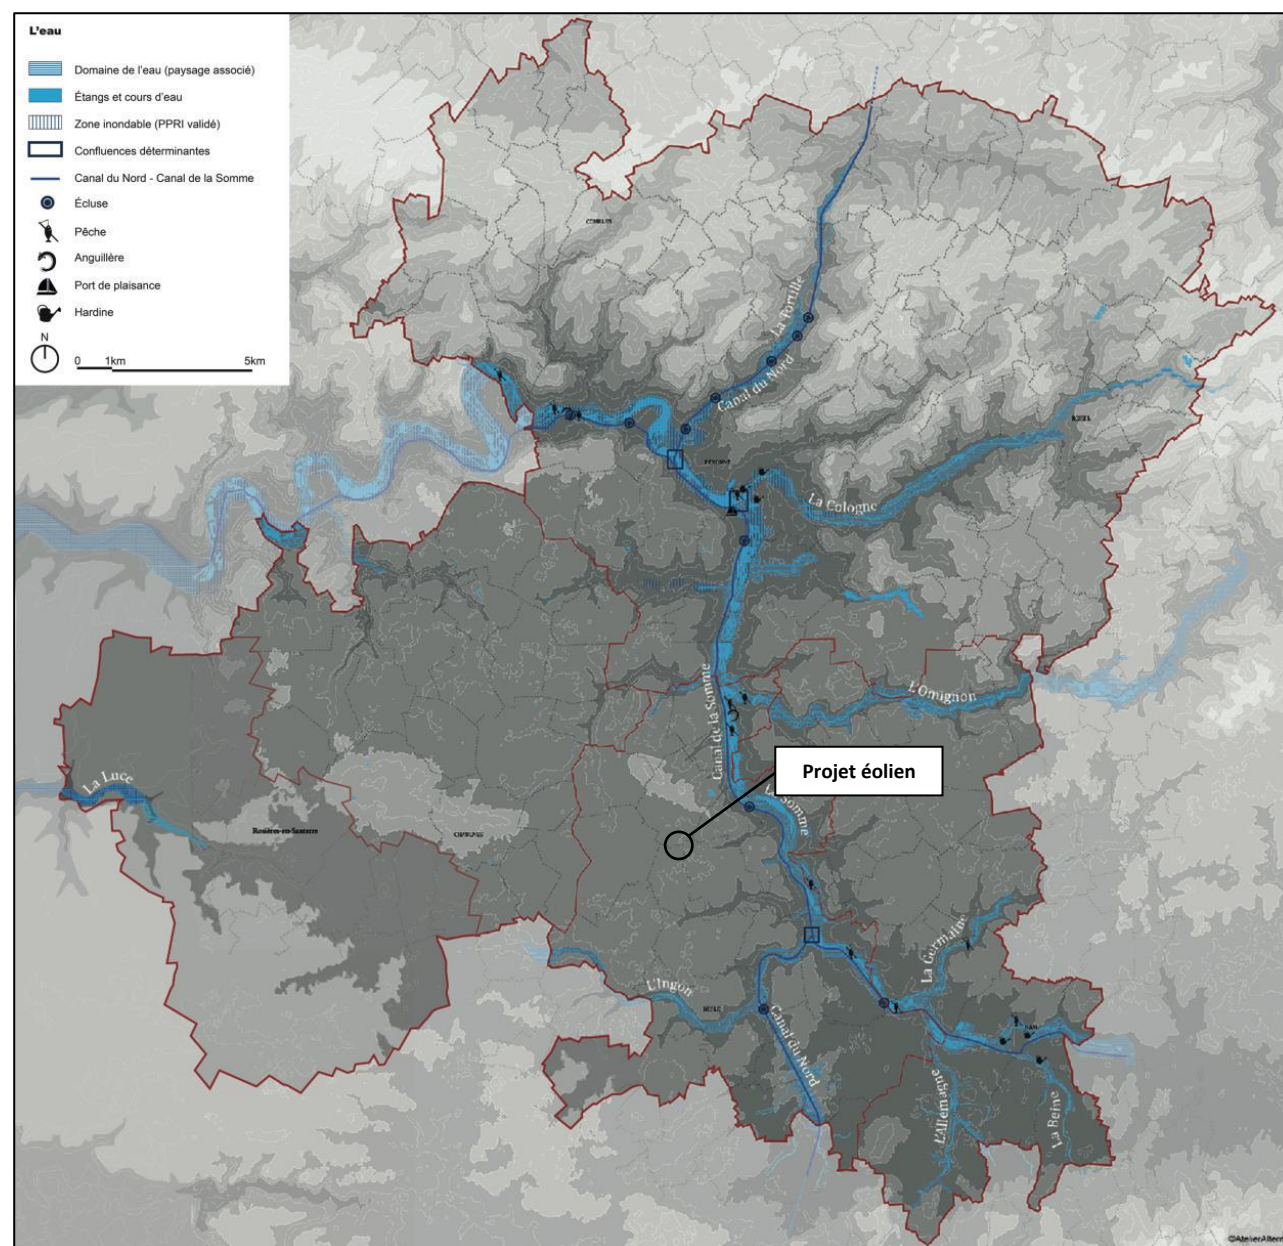 L'eau
Domaine de l'eau (paysage associé)
Étangs et cours d'eau
Zone inondable (PPRI validé)
Confluences déterminantes
Canal du Nord - Canal de la Somme
Écluse
Pêche
Anguillère
Port de plaisance
Hardine
N
0 1km 5km
La Tortille
Canal du Nord
La Cologne
L'Omignon
Canal de la Somme
Projet éolien
La Luce
Rosières-en-Santerre
La Germaine
L'Ingon
Canal du Nord
L'Allemagne
La Beine